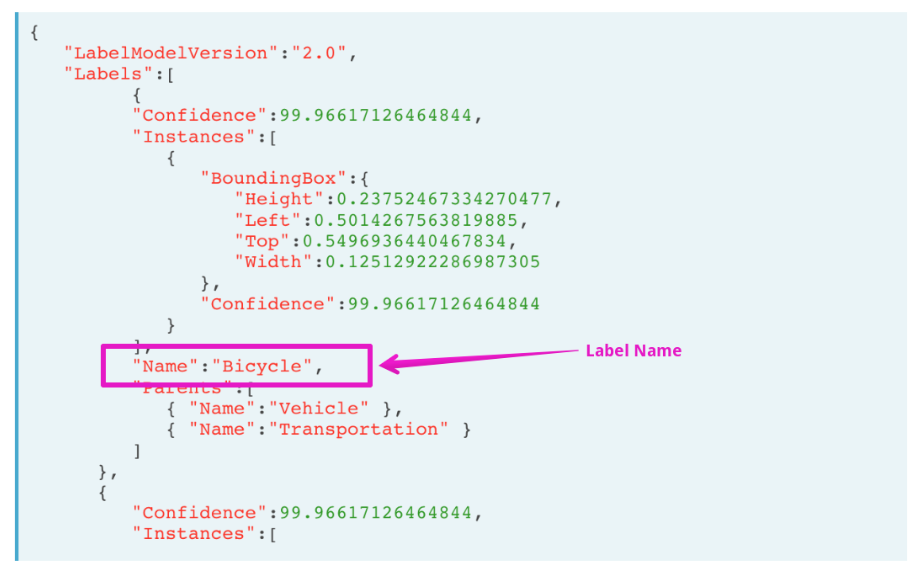 {
"LabelModelVersion":"2.0",
"Labels":[
{
"Confidence":99.96617126464844,
"Instances":[
{
"BoundingBox":{
"Height":0.23752467334270477,
"Left":0.5014267563819885,
"Top":0.5496936440467834,
"Width":0.12512922286987305
},
"Confidence":99.96617126464844
}
],
"Name":"Bicycle",
Label Name
"Parents":[
{ "Name":"Vehicle" },
{ "Name":"Transportation" }
]
},
{
"Confidence":99.96617126464844,
"Instances":[